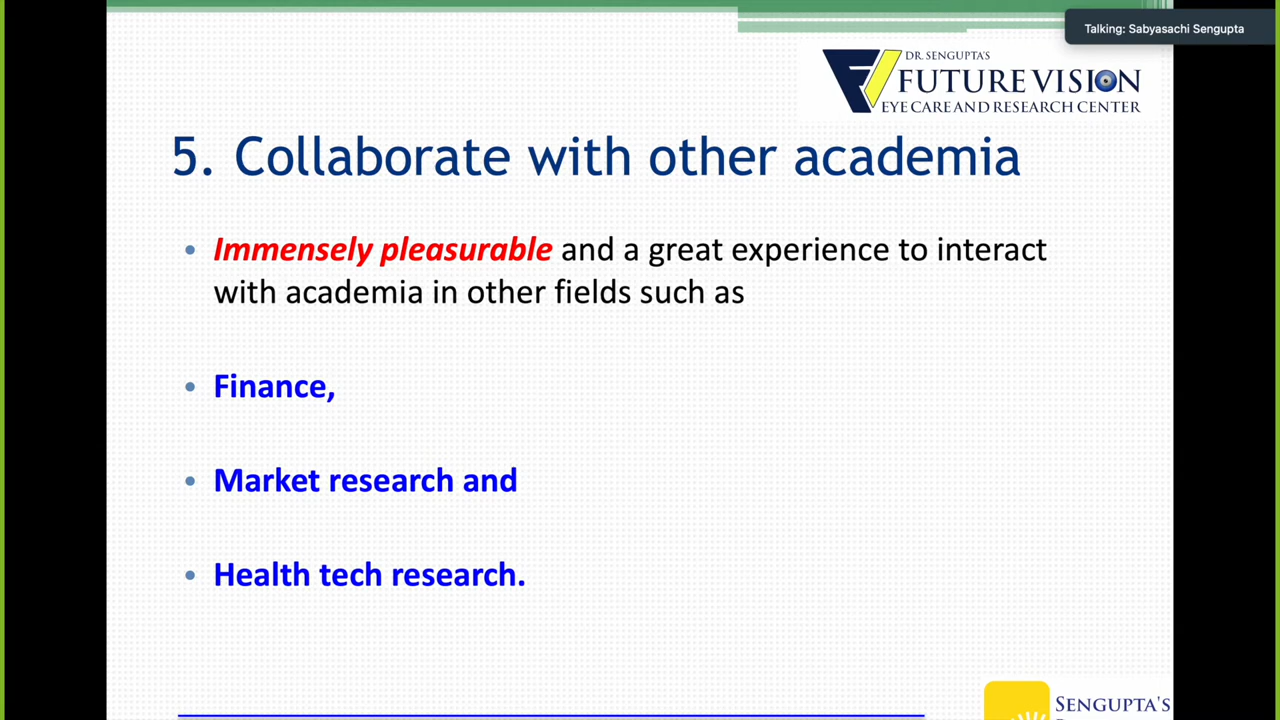 Talking: Sabyasachi Sengupta
DR. SENGUPTA'S
FUTURE VISION
EYE CARE AND RESEARCH CENTER
5. Collaborate with other academia
• Immensely pleasurable and a great experience to interact
with academia in other fields such as
• Finance,
• Market research and
• Health tech research.
SENGUPTA'S